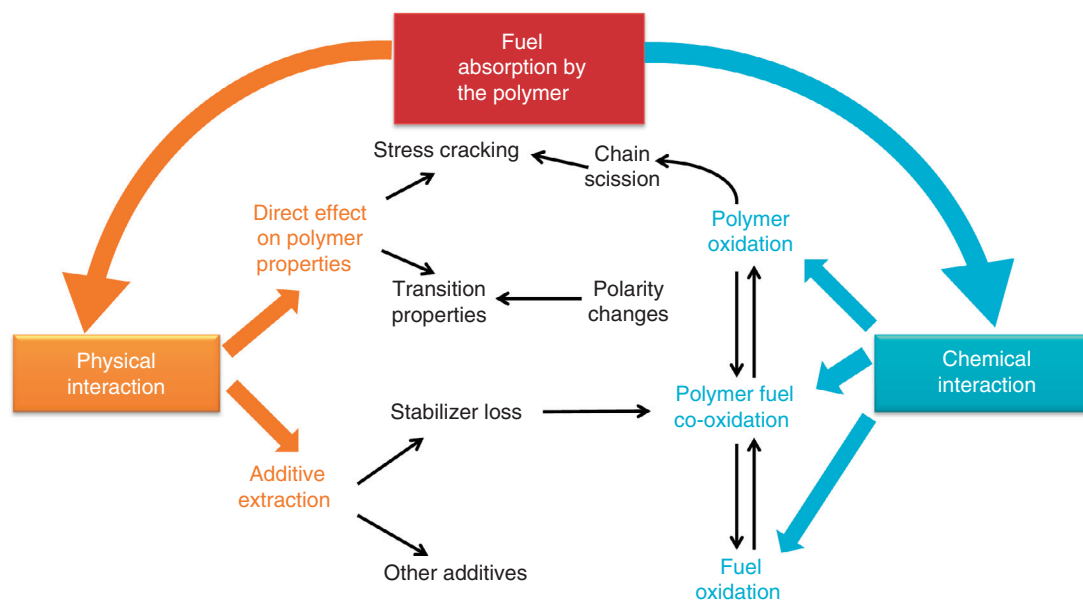 Fuel
absorption by
the polymer
Stress cracking
Chain
scission
Direct effect
on polymer
properties
Polymer
oxidation
Transition
properties
Polarity
changes
Physical
interaction
Chemical
interaction
Polymer fuel
co-oxidation
Stabilizer loss
Additive
extraction
Other additives
Fuel
oxidation